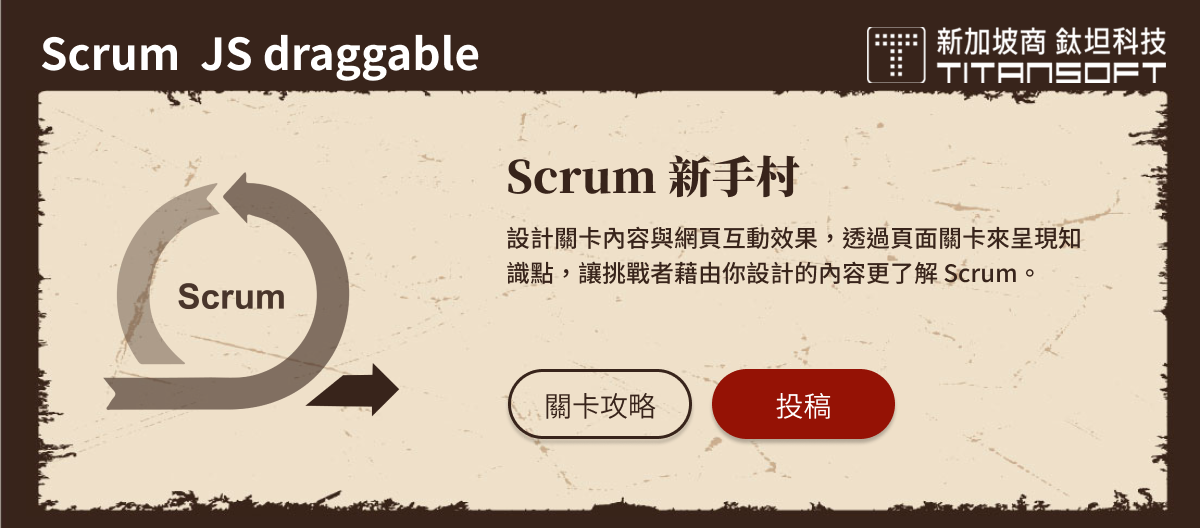 Scrum JS draggable
新加坡商 鈦坦科技
TITANSOFT
Scrum
Scrum 新手村
設計關卡內容與網頁互動效果，透過頁面關卡來呈現知
識點，讓挑戰者藉由你設計的內容更了解 Scrum。
關卡攻略
投稿